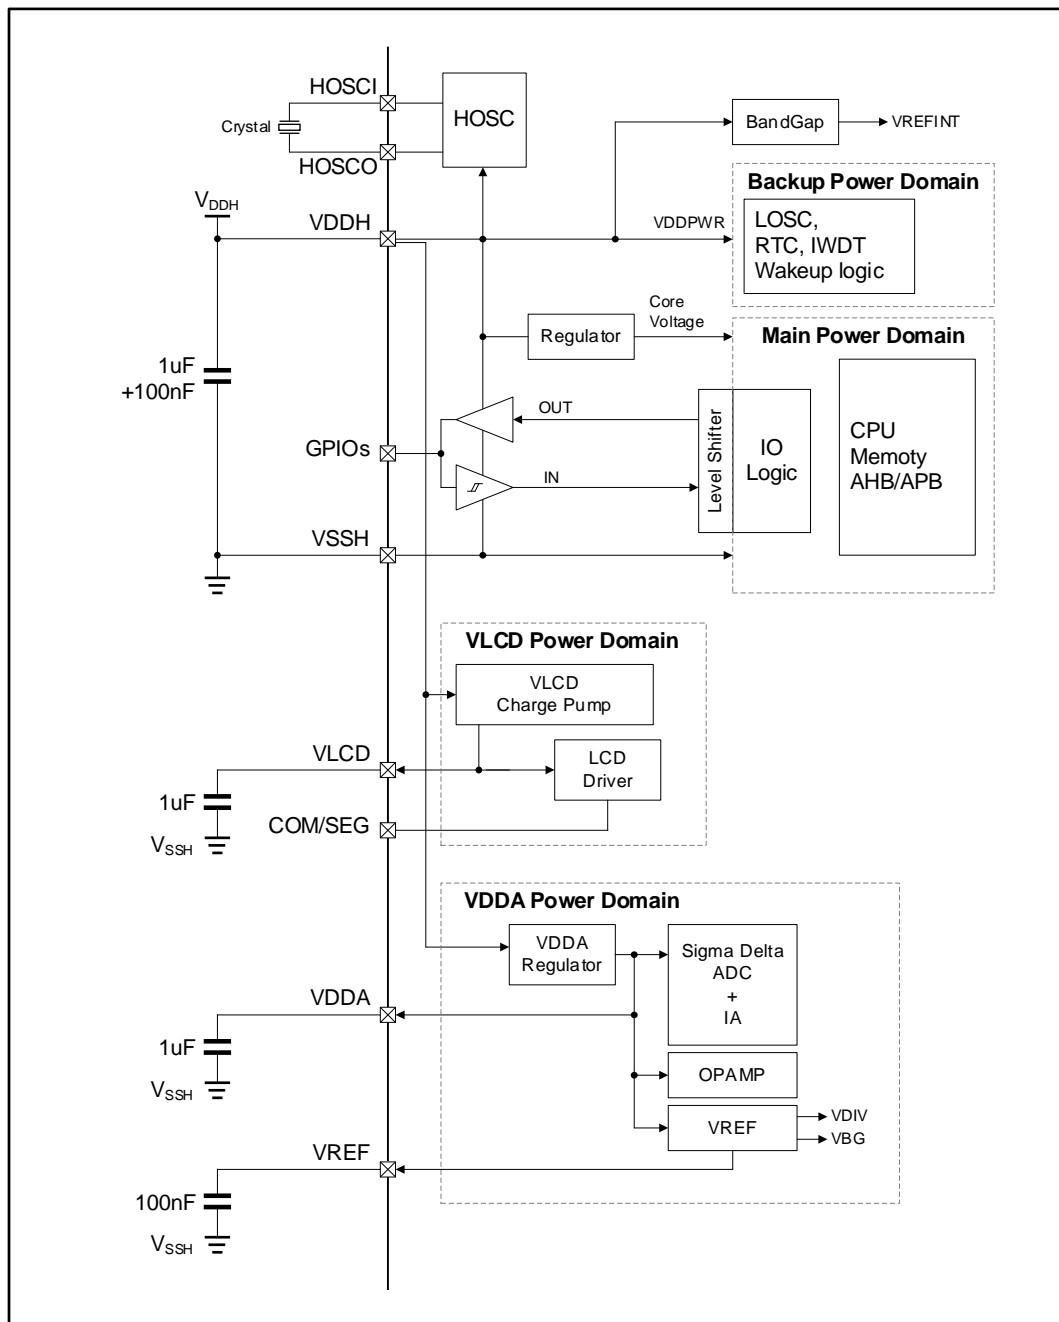 HOSCI
HOSC
Crystal
HOSCO
BandGap
VREFINT
Backup Power Domain
VDDH
VDDH
VDDPWR
LOSC,
RTC, IWDT
Wakeup logic
Core
Voltage
Regulator
Main Power Domain
1uF
+100nF
OUT
GPIOs
IN
Level Shifter
IO
Logic
CPU
Memoty
AHB/APB
VSSH
VLCD Power Domain
VLCD
Charge Pump
VLCD
LCD
Driver
1uF
VSSH
COM/SEG
VDDA Power Domain
VDDA
Regulator
Sigma Delta
ADC
+
IA
VDDA
1uF
VSSH
OPAMP
VREF
VDIV
VBG
VREF
100nF
VSSH